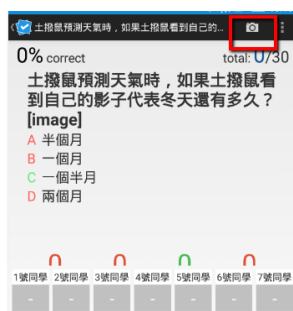 土撥鼠預測天氣時，如果土撥鼠看到自己的...
0% correct
total: 0/30
土撥鼠預測天氣時，如果土撥鼠看
到自己的影子代表冬天還有多久？
[image]
A 半個月
B 一個月
C 一個半月
D 兩個月
0 0 0 0
1號同學 2號同學 3號同學 4號同學 5號同學 6號同學 7號同學
- - - - - - -